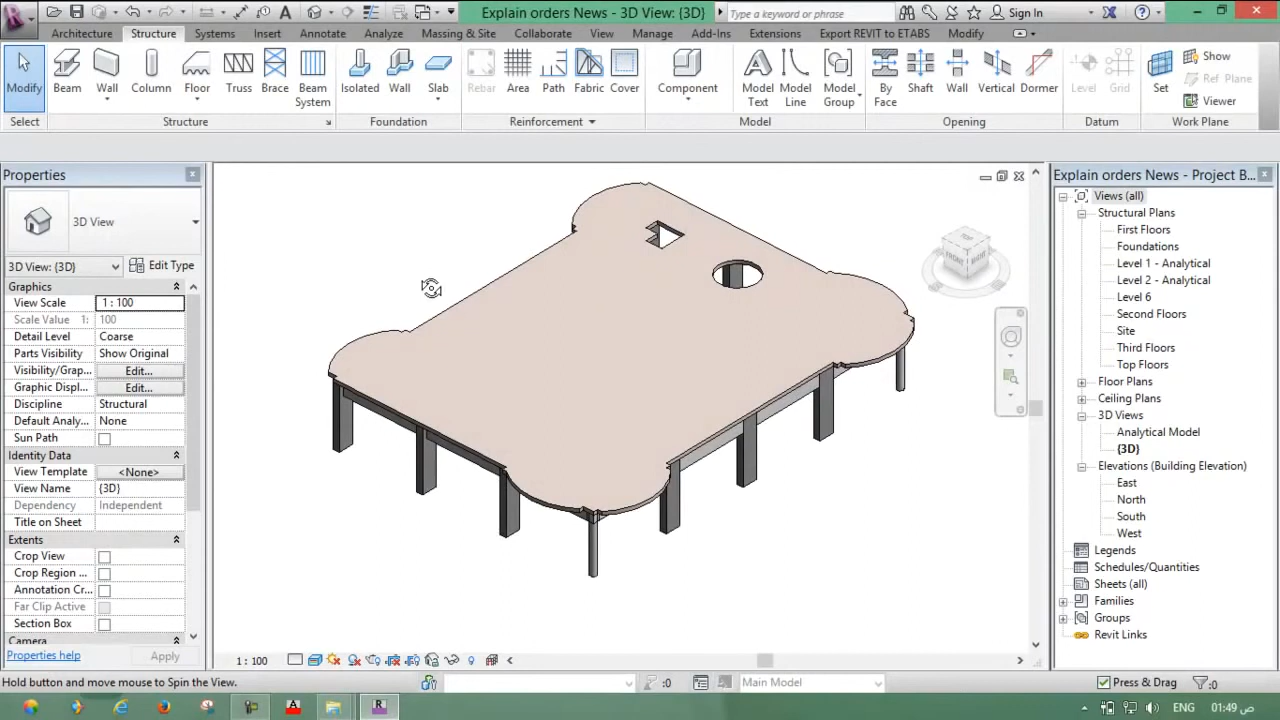 Explain orders News - 3D View: {3D}
Type a keyword or phrase
Sign In
Architecture Structure Systems Insert Annotate Analyze Massing & Site Collaborate View Manage Add-Ins Extensions Export REVIT to ETABS Modify
Modify
Beam
Wall
Column
Floor
Truss
Brace
Beam
System
Isolated
Wall
Slab
Rebar
Area
Path
Fabric
Cover
Component
Model
Text
Model
Line
Model
Group
By
Face
Shaft
Wall
Vertical
Dormer
Level
Grid
Set
Show
Ref Plane
Viewer
Select
Structure
Foundation
Reinforcement
Model
Opening
Datum
Work Plane
Properties
3D View
3D View: {3D}
Edit Type
Graphics
View Scale 1 : 100
Scale Value 1: 100
Detail Level Coarse
Parts Visibility Show Original
Visibility/Grap... Edit...
Graphic Displ... Edit...
Discipline Structural
Default Analy... None
Sun Path
Identity Data
View Template <None>
View Name {3D}
Dependency Independent
Title on Sheet
Extents
Crop View
Crop Region ...
Annotation Cr...
Far Clip Active
Section Box
Camera
Properties help
Apply
TOP
FRONT
RIGHT
Explain orders News - Project B...
Views (all)
Structural Plans
First Floors
Foundations
Level 1 - Analytical
Level 2 - Analytical
Level 6
Second Floors
Site
Third Floors
Top Floors
Floor Plans
Ceiling Plans
3D Views
Analytical Model
{3D}
Elevations (Building Elevation)
East
North
South
West
Legends
Schedules/Quantities
Sheets (all)
Families
Groups
Revit Links
1 : 100
Hold button and move mouse to Spin the View.
:0
Main Model
Press & Drag
:0
ENG
01:49 ص